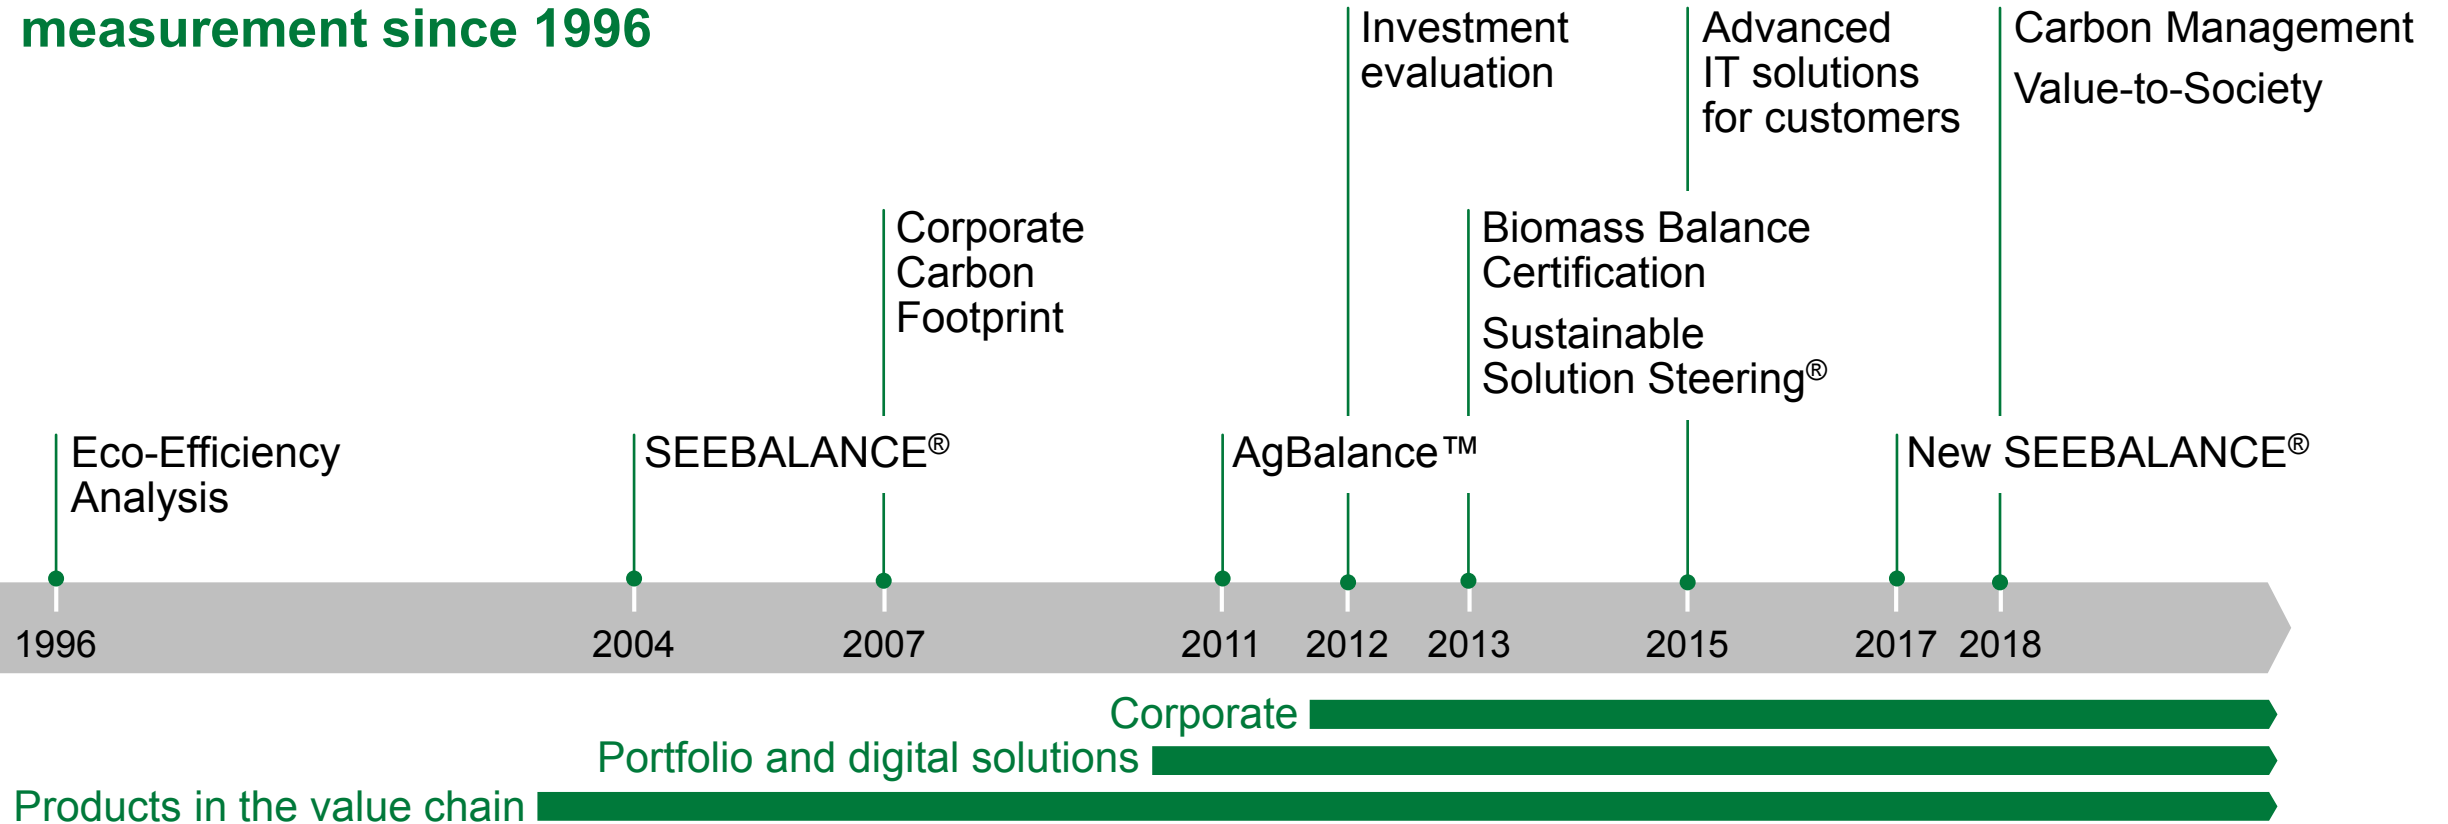 measurement since 1996
Investment
evaluation
Advanced
IT solutions
for customers
Carbon Management
Value-to-Society
Corporate
Carbon
Footprint
Biomass Balance
Certification
Sustainable
Solution Steering®
Eco-Efficiency
Analysis
SEEBALANCE®
AgBalance™
New SEEBALANCE®
1996 2004 2007 2011 2012 2013 2015 2017 2018
Corporate
Portfolio and digital solutions
Products in the value chain